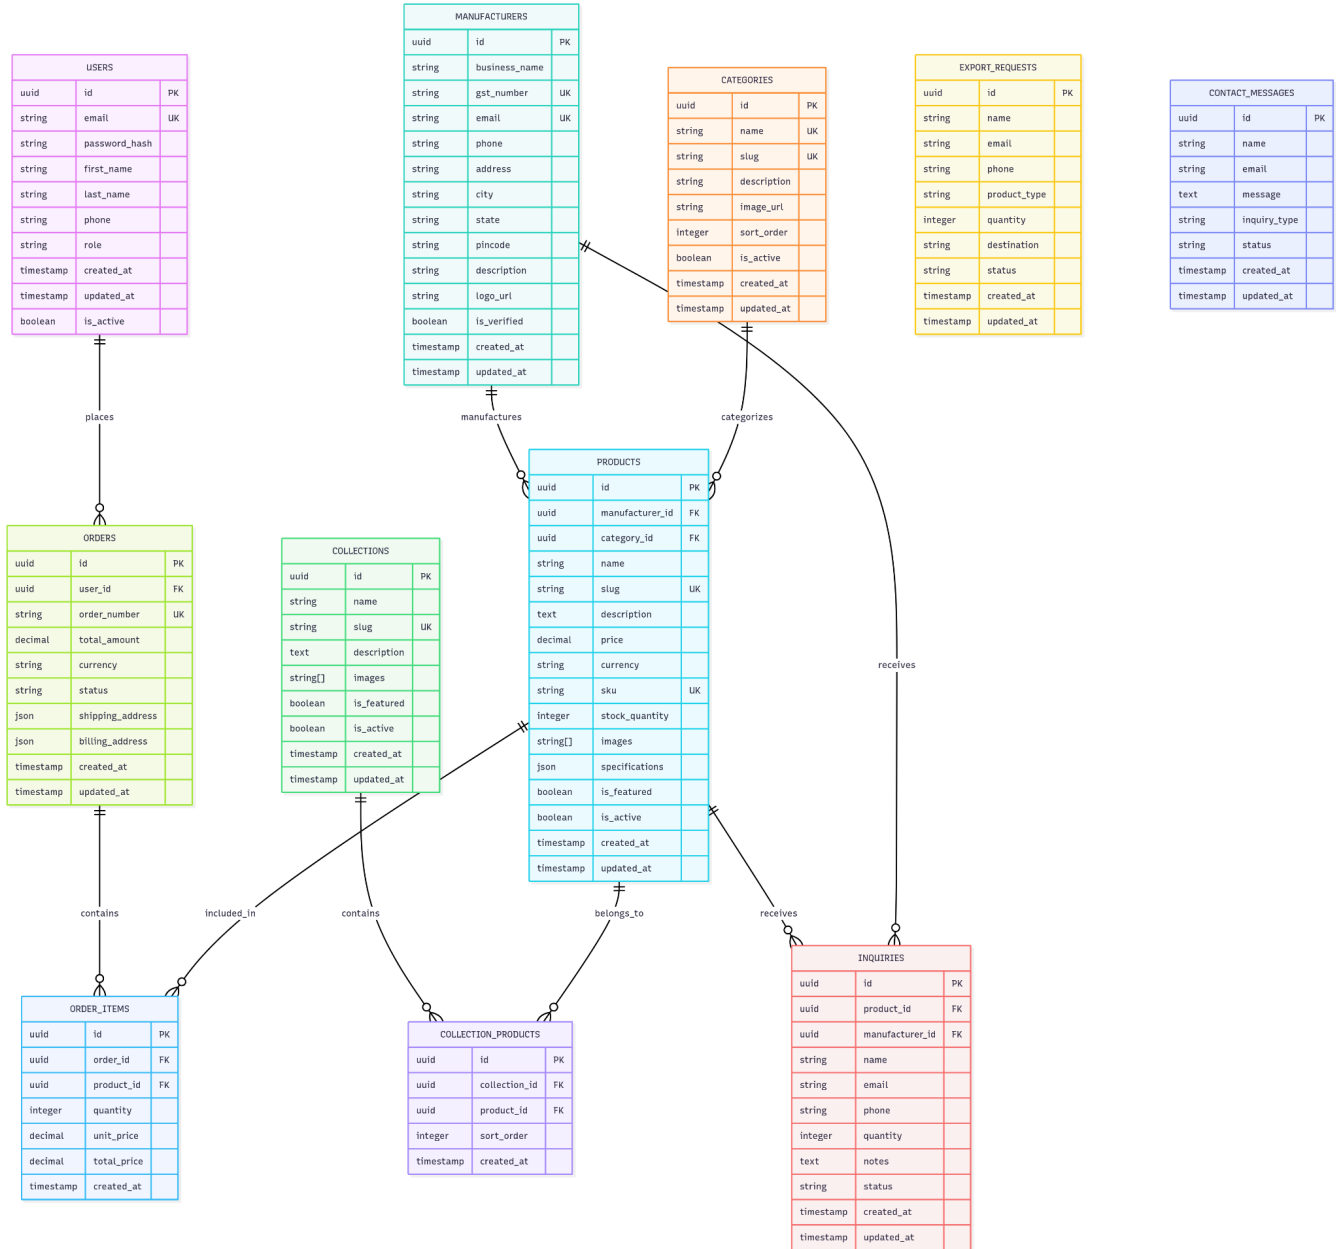 MANUFACTURERS
uuid id PK
string business_name
string gst_number UK
string email UK
string phone
string address
string city
string state
string pincode
string description
string logo_url
boolean is_verified
timestamp created_at
timestamp updated_at
USERS
uuid id PK
string email UK
string password_hash
string first_name
string last_name
string phone
string role
timestamp created_at
timestamp updated_at
boolean is_active
CATEGORIES
uuid id PK
string name UK
string slug UK
string description
string image_url
integer sort_order
boolean is_active
timestamp created_at
timestamp updated_at
EXPORT_REQUESTS
uuid id PK
string name
string email
string phone
string product_type
integer quantity
string destination
string status
timestamp created_at
timestamp updated_at
CONTACT_MESSAGES
uuid id PK
string name
string email
text message
string inquiry_type
string status
timestamp created_at
timestamp updated_at
places
manufactures
categorizes
PRODUCTS
uuid id PK
uuid manufacturer_id FK
uuid category_id FK
string name
string slug UK
text description
decimal price
string currency
string sku UK
integer stock_quantity
string[] images
json specifications
boolean is_featured
boolean is_active
timestamp created_at
timestamp updated_at
ORDERS
uuid id PK
uuid user_id FK
string order_number UK
decimal total_amount
string currency
string status
json shipping_address
json billing_address
timestamp created_at
timestamp updated_at
COLLECTIONS
uuid id PK
string name
string slug UK
text description
string[] images
boolean is_featured
boolean is_active
timestamp created_at
timestamp updated_at
receives
contains
included_in
contains
belongs_to
receives
ORDER_ITEMS
uuid id PK
uuid order_id FK
uuid product_id FK
integer quantity
decimal unit_price
decimal total_price
timestamp created_at
COLLECTION_PRODUCTS
uuid id PK
uuid collection_id FK
uuid product_id FK
integer sort_order
timestamp created_at
INQUIRIES
uuid id PK
uuid product_id FK
uuid manufacturer_id FK
string name
string email
string phone
integer quantity
text notes
string status
timestamp created_at
timestamp updated_at